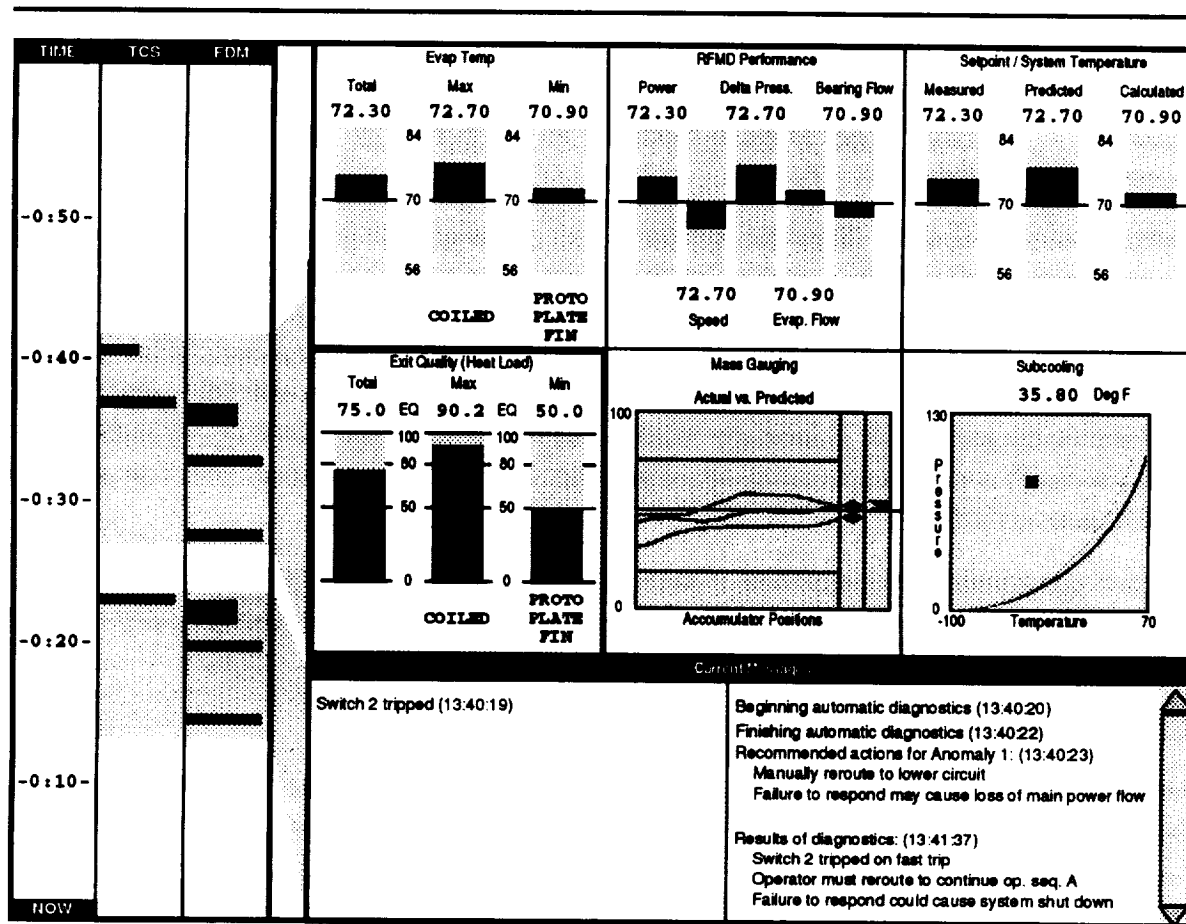 TIME TCS FDM
-0:50-
-0:40-
-0:30-
-0:20-
-0:10-
NOW
Evap Temp
Total Max Min
72.30 72.70 70.90
84 84
70 70
56 56
COILED
PROTO
PLATE
FIN
RFMD Performance
Power Delta Press. Bearing Flow
72.30 72.70 70.90
72.70 70.90
Speed Evap. Flow
Setpoint / System Temperature
Measured Predicted Calculated
72.30 72.70 70.90
84 84
70 70
56 56
Exit Quality (Heat Load)
Total Max Min
75.0 EQ 90.2 EQ 50.0
100 100
80 80
50 50
0 0
COILED
PROTO
PLATE
FIN
Mass Gauging
Actual vs. Predicted
100
0
Accumulator Positions
Subcooling
35.80 Deg F
130
Pressure
0
-100 Temperature 70
Current
Switch 2 tripped (13:40:19)
Beginning automatic diagnostics (13:40:20)
Finishing automatic diagnostics (13:40:22)
Recommended actions for Anomaly 1: (13:40:23)
Manually reroute to lower circuit
Failure to respond may cause loss of main power flow
Results of diagnostics: (13:41:37)
Switch 2 tripped on fast trip
Operator must reroute to continue op. seq. A
Failure to respond could cause system shut down